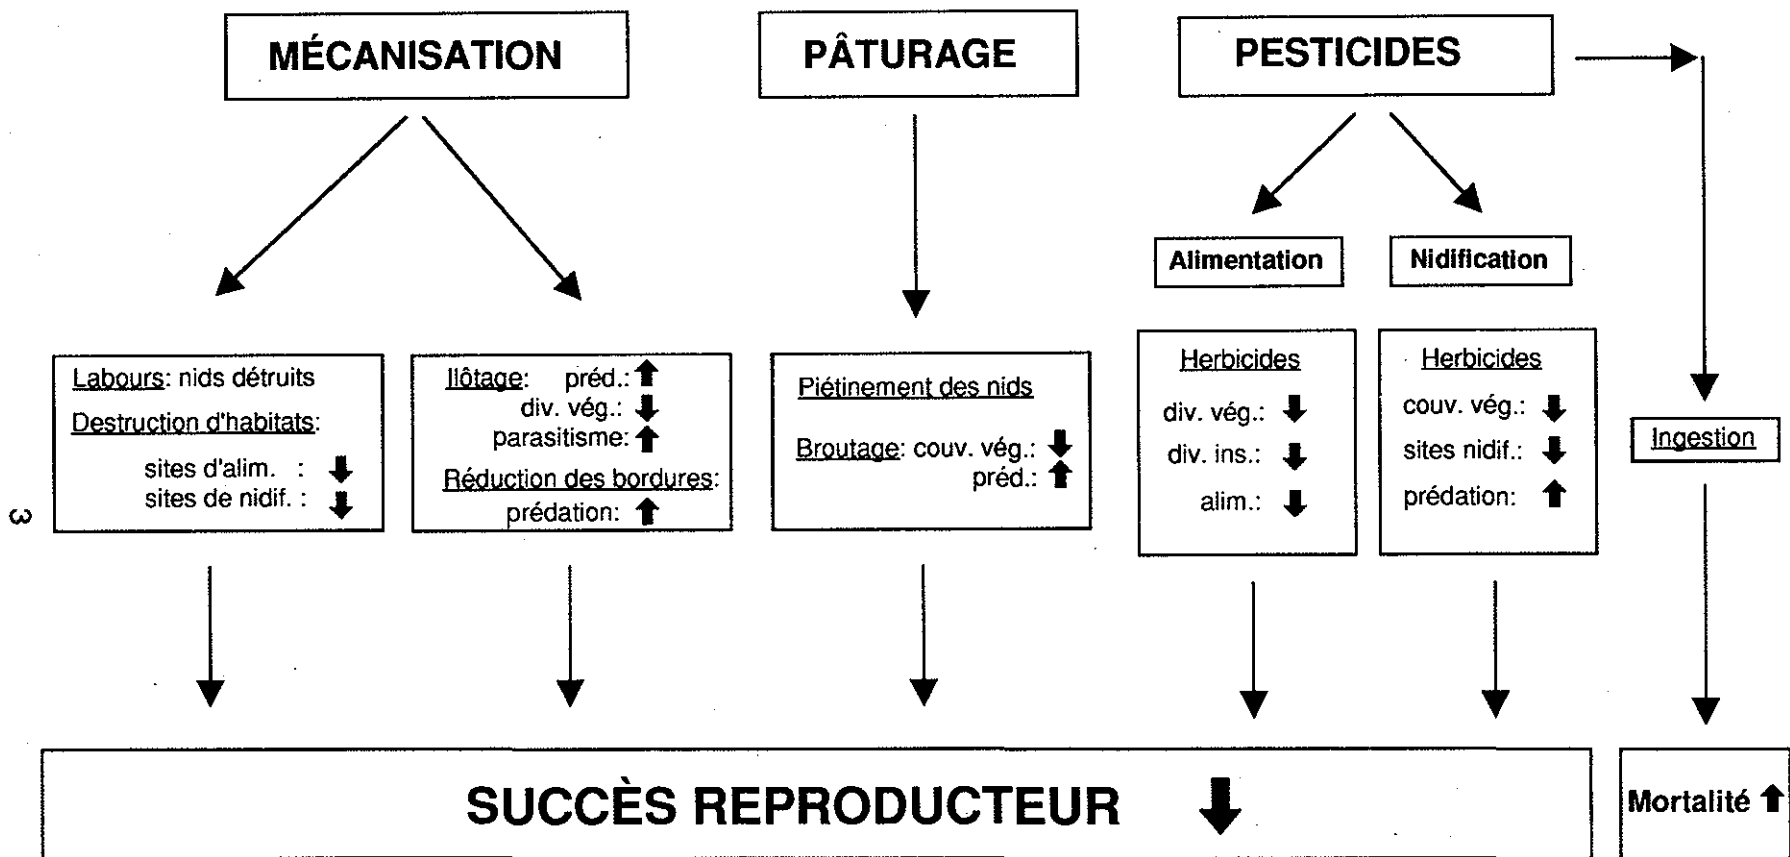 MÉCANISATION
PÂTURAGE
PESTICIDES
Alimentation
Nidification
Labours: nids détruits
Destruction d'habitats:
sites d'alim. : ⬇
sites de nidif. : ⬇
Ilôtage: préd.: ⬆
div. vég.: ⬇
parasitisme: ⬆
Réduction des bordures:
prédation: ⬆
Piétinement des nids
Broutage: couv. vég.: ⬇
préd.: ⬆
Herbicides
div. vég.: ⬇
div. ins.: ⬇
alim.: ⬇
Herbicides
couv. vég.: ⬇
sites nidif.: ⬇
prédation: ⬆
Ingestion
3
SUCCÈS REPRODUCTEUR ⬇
Mortalité ⬆